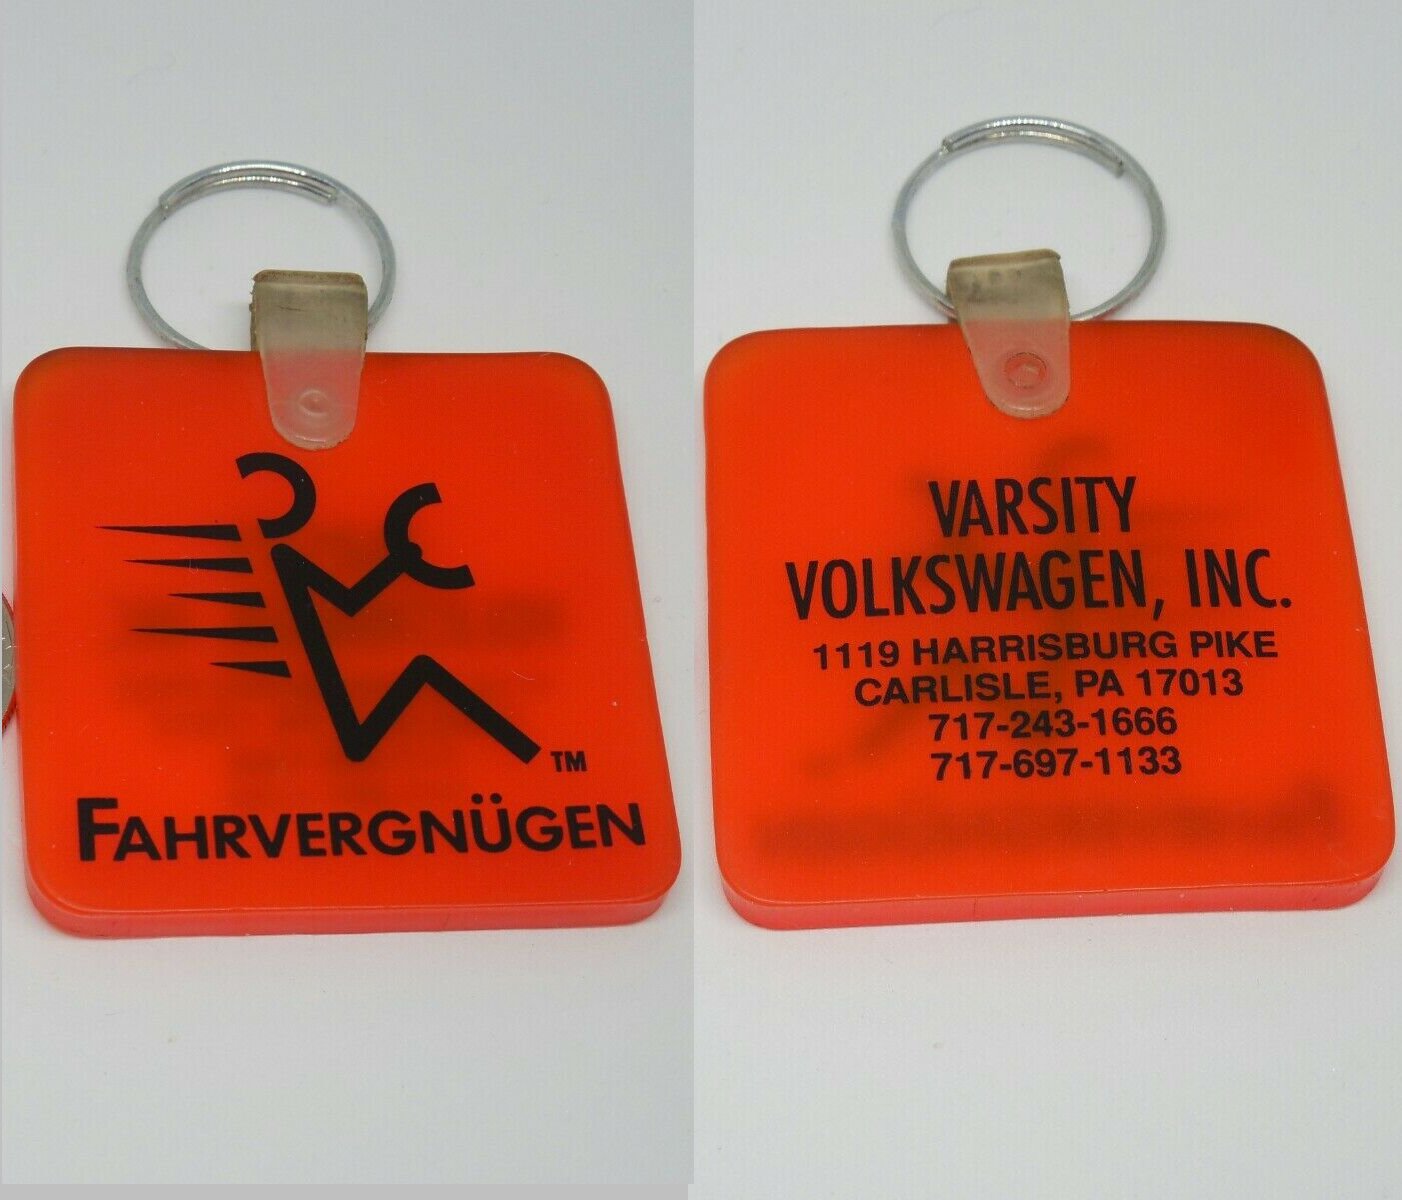 TM
FAHRVERGNÜGEN
VARSITY
VOLKSWAGEN, INC.
1119 HARRISBURG PIKE
CARLISLE, PA 17013
717-243-1666
717-697-1133